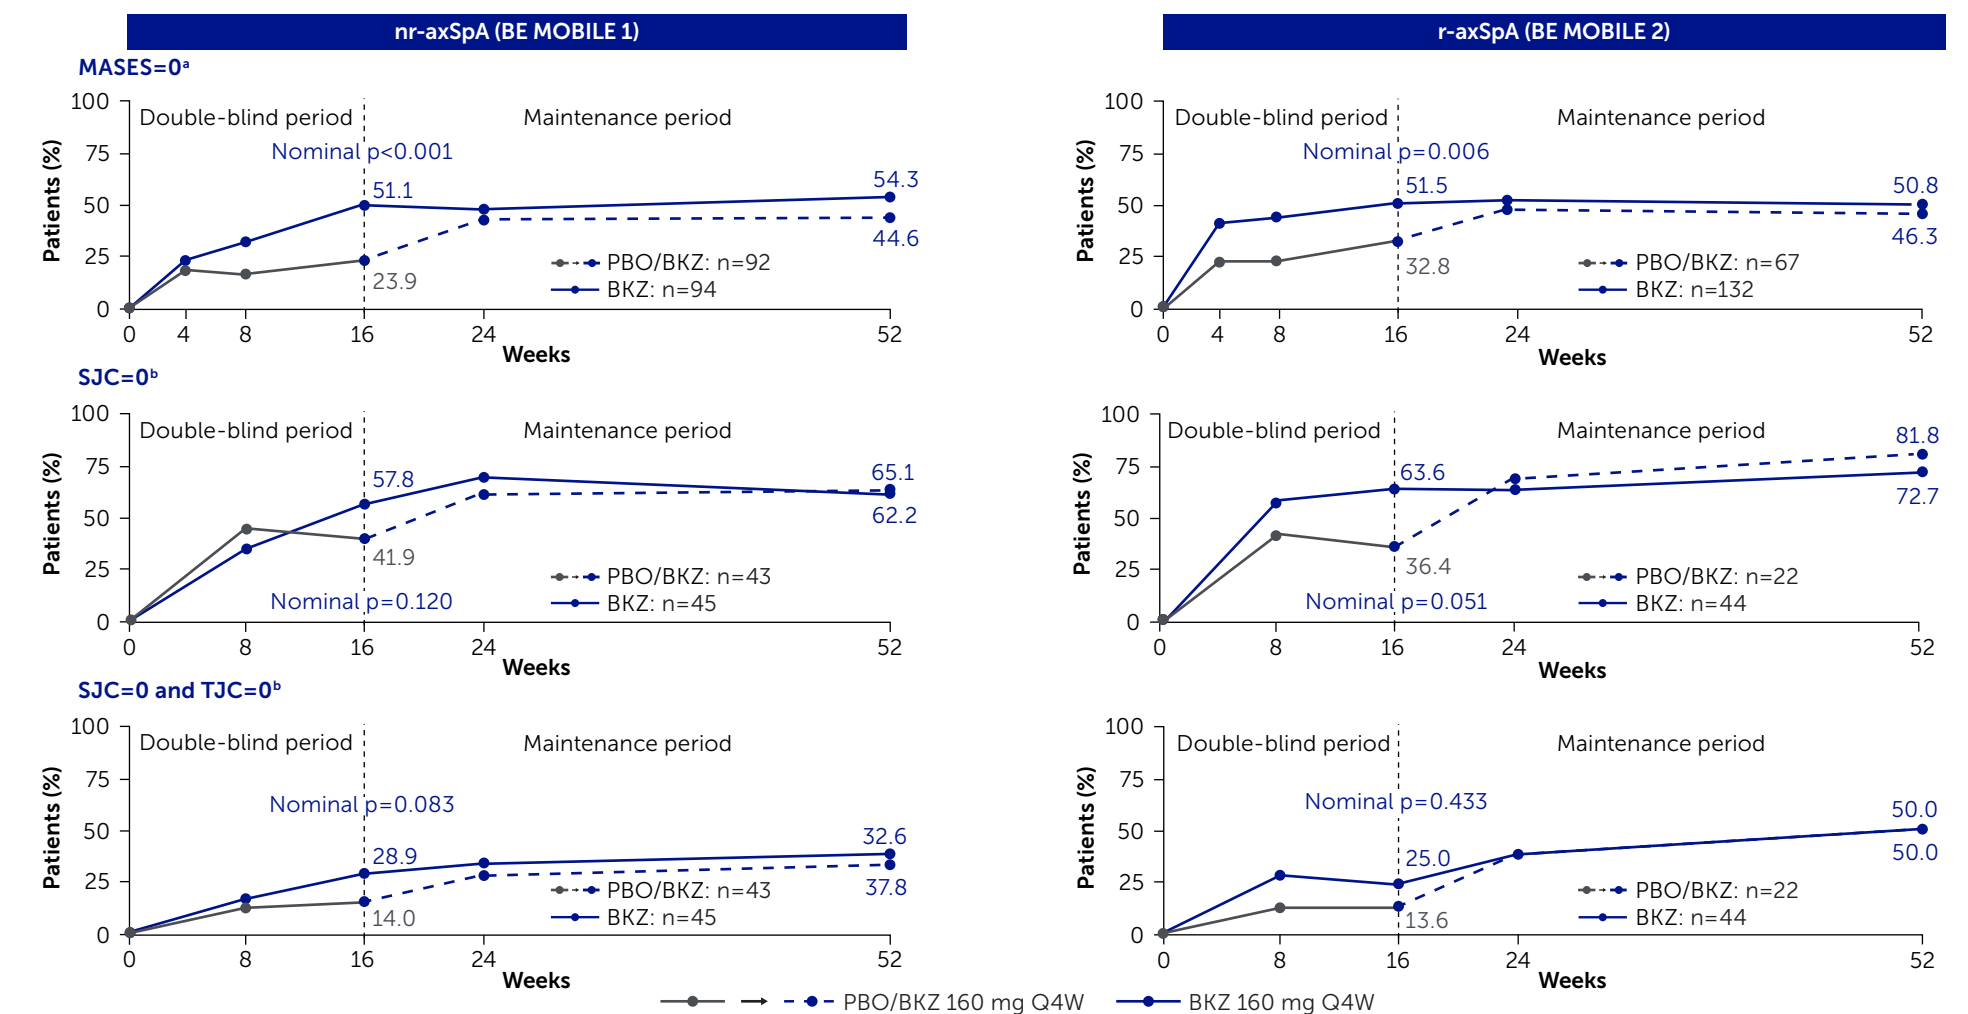 nr-axSpA (BE MOBILE 1)
r-axSpA (BE MOBILE 2)
MASES=0ᵃ
100
Double-blind period
Maintenance period
75
Nominal p<0.001
50
51.1
54.3
44.6
25
23.9
0
PBO/BKZ: n=92
BKZ: n=94
0 4 8 16 24 52
Patients (%)
Weeks
100
Double-blind period
Maintenance period
75
Nominal p=0.006
50
51.5
50.8
46.3
25
32.8
0
PBO/BKZ: n=67
BKZ: n=132
0 4 8 16 24 52
Patients (%)
Weeks
SJC=0ᵇ
100
Double-blind period
Maintenance period
75
57.8
65.1
62.2
50
41.9
25
Nominal p=0.120
0
PBO/BKZ: n=43
BKZ: n=45
0 8 16 24 52
Patients (%)
Weeks
100
Double-blind period
Maintenance period
75
63.6
81.8
72.7
50
36.4
25
Nominal p=0.051
0
PBO/BKZ: n=22
BKZ: n=44
0 8 16 24 52
Patients (%)
Weeks
SJC=0 and TJC=0ᵇ
100
Double-blind period
Maintenance period
75
Nominal p=0.083
50
28.9
32.6
37.8
25
14.0
0
PBO/BKZ: n=43
BKZ: n=45
0 8 16 24 52
Patients (%)
Weeks
100
Double-blind period
Maintenance period
75
Nominal p=0.433
50
25.0
50.0
50.0
25
13.6
0
PBO/BKZ: n=22
BKZ: n=44
0 8 16 24 52
Patients (%)
Weeks
PBO/BKZ 160 mg Q4W
BKZ 160 mg Q4W